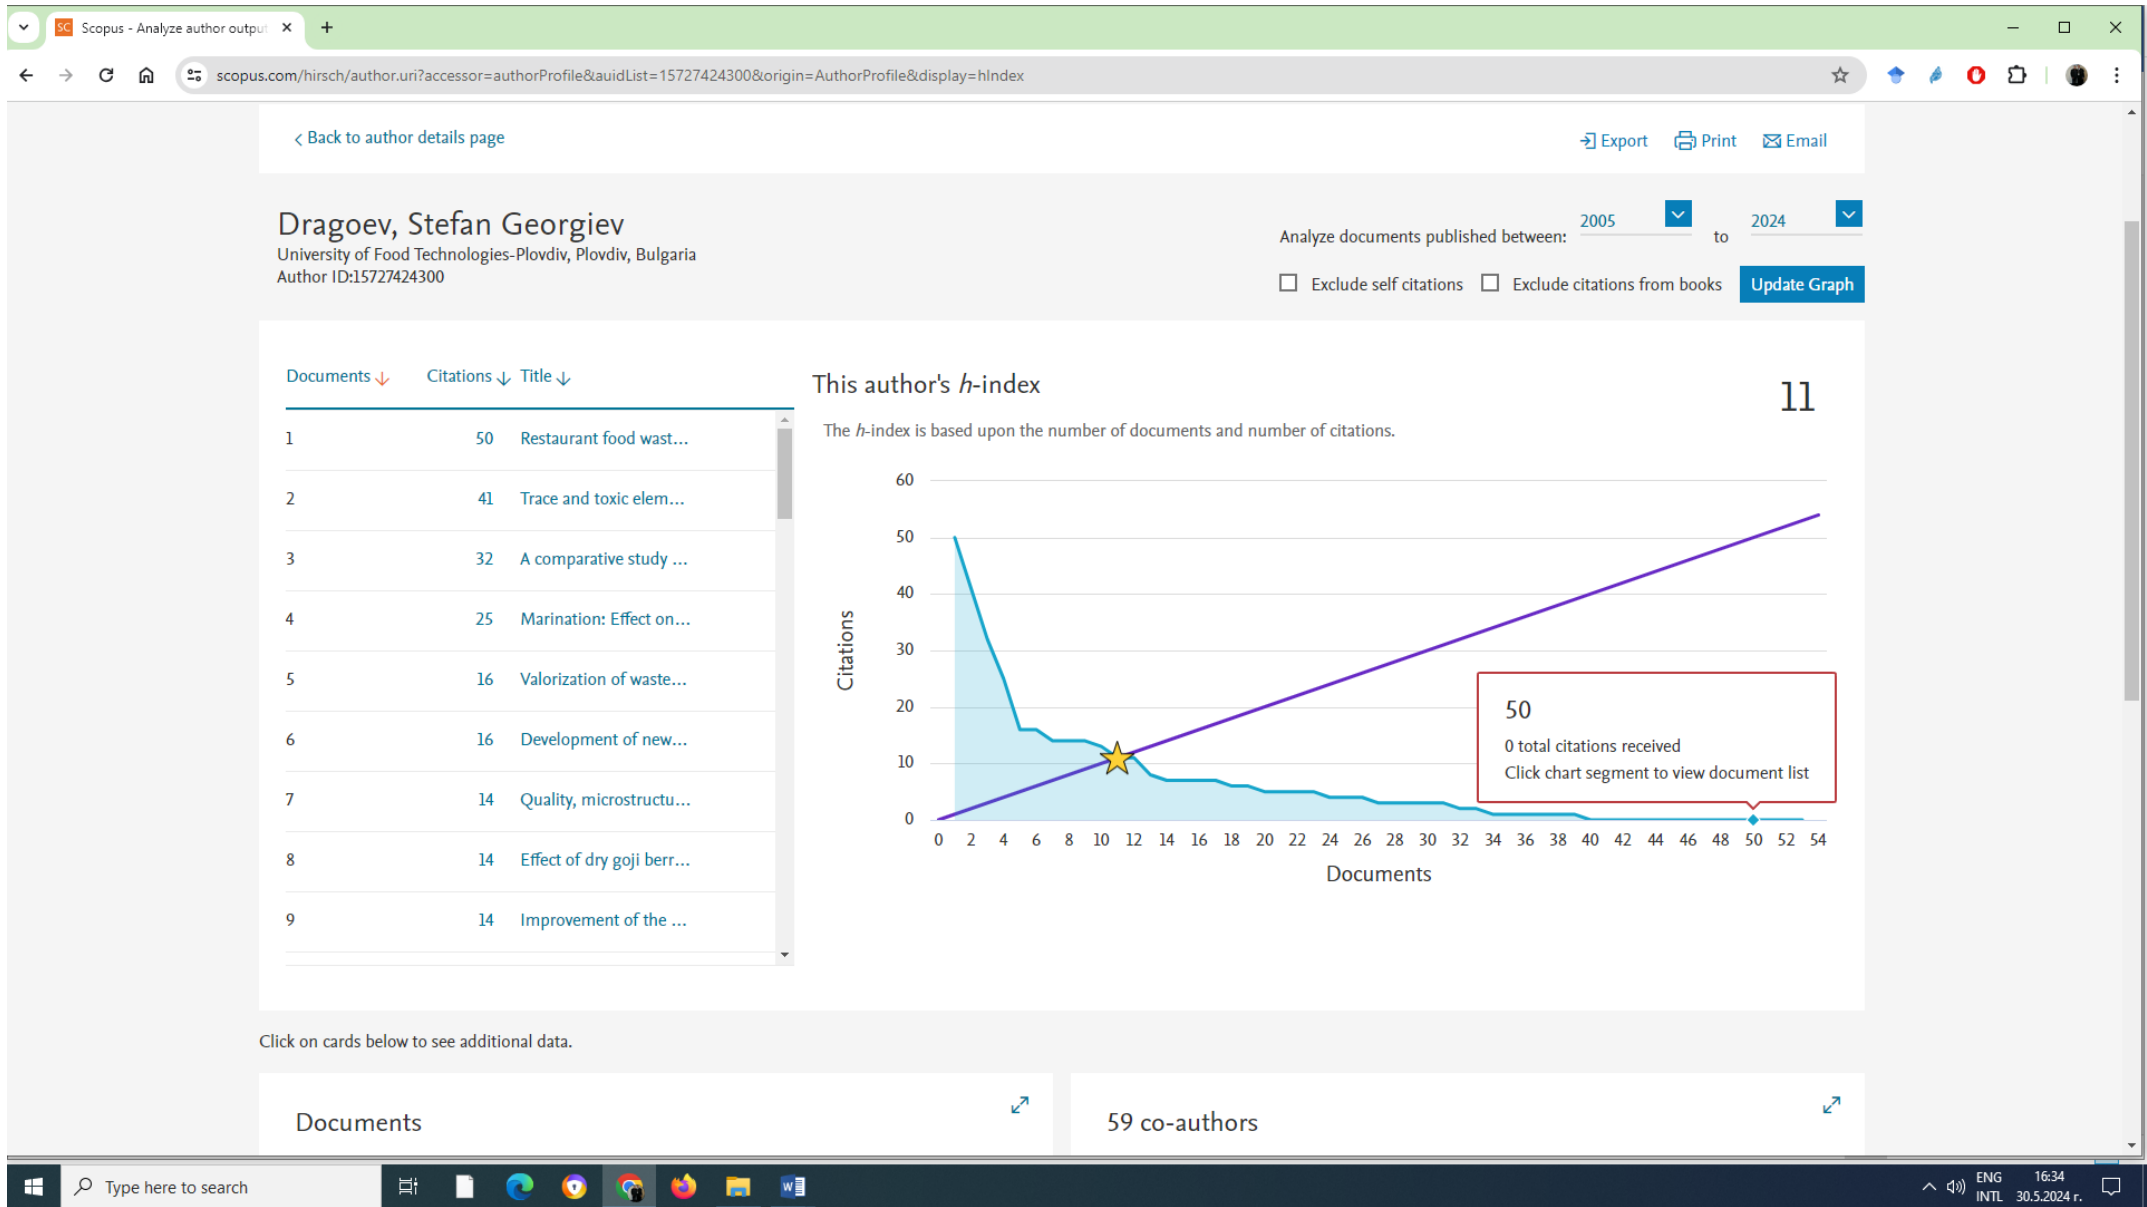 SC Scopus - Analyze author output
scopus.com/hirsch/author.uri?accessor=authorProfile&auidList=15727424300&origin=AuthorProfile&display=hIndex
Back to author details page
Export Print Email
Dragoev, Stefan Georgiev
University of Food Technologies-Plovdiv, Plovdiv, Bulgaria
Author ID:15727424300
Analyze documents published between: 2005 to 2024
Exclude self citations Exclude citations from books Update Graph
Documents Citations Title
1 50 Restaurant food wast...
2 41 Trace and toxic elem...
3 32 A comparative study ...
4 25 Marination: Effect on...
5 16 Valorization of waste...
6 16 Development of new...
7 14 Quality, microstructu...
8 14 Effect of dry goji berr...
9 14 Improvement of the ...
This author's h-index
11
The h-index is based upon the number of documents and number of citations.
60
50
40
30
20
10
0
Citations
50
0 total citations received
Click chart segment to view document list
0 2 4 6 8 10 12 14 16 18 20 22 24 26 28 30 32 34 36 38 40 42 44 46 48 50 52 54
Documents
Click on cards below to see additional data.
Documents
59 co-authors
Type here to search
W
ENG
INTL
16:34
30.5.2024 г.